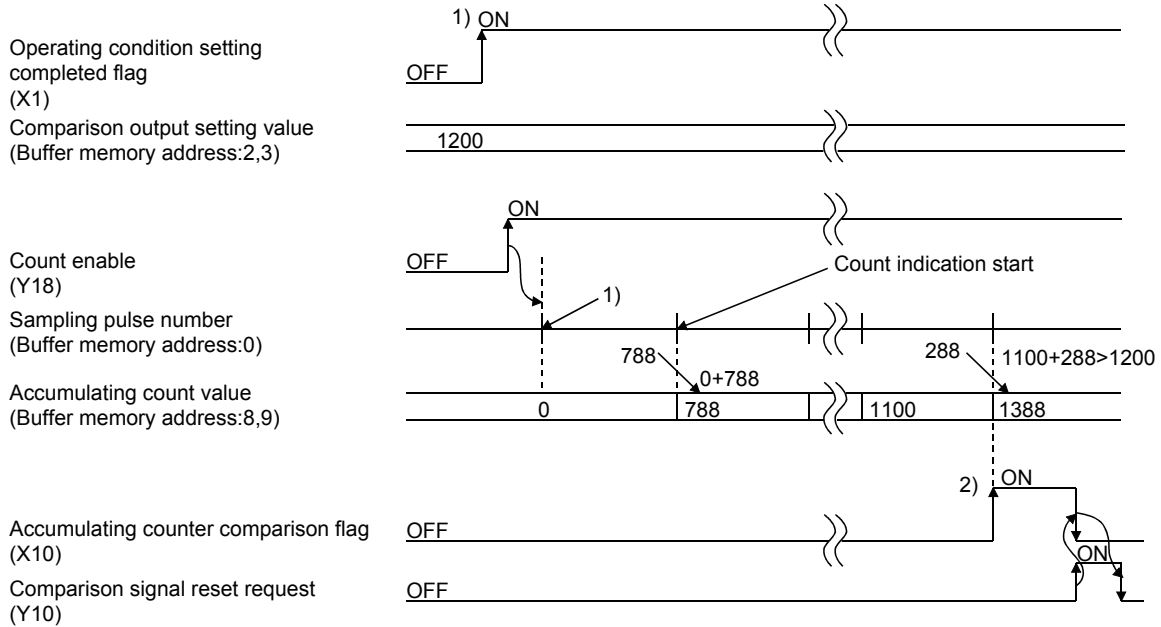 1) ON
Operating condition setting
completed flag
(X1)
OFF
Comparison output setting value
(Buffer memory address:2,3)
1200
ON
Count enable
(Y18)
OFF
Count indication start
1)
Sampling pulse number
(Buffer memory address:0)
788
0+788
288
1100+288>1200
Accumulating count value
(Buffer memory address:8,9)
0
788
1100
1388
2)
ON
Accumulating counter comparison flag
(X10)
OFF
ON
Comparison signal reset request
(Y10)
OFF